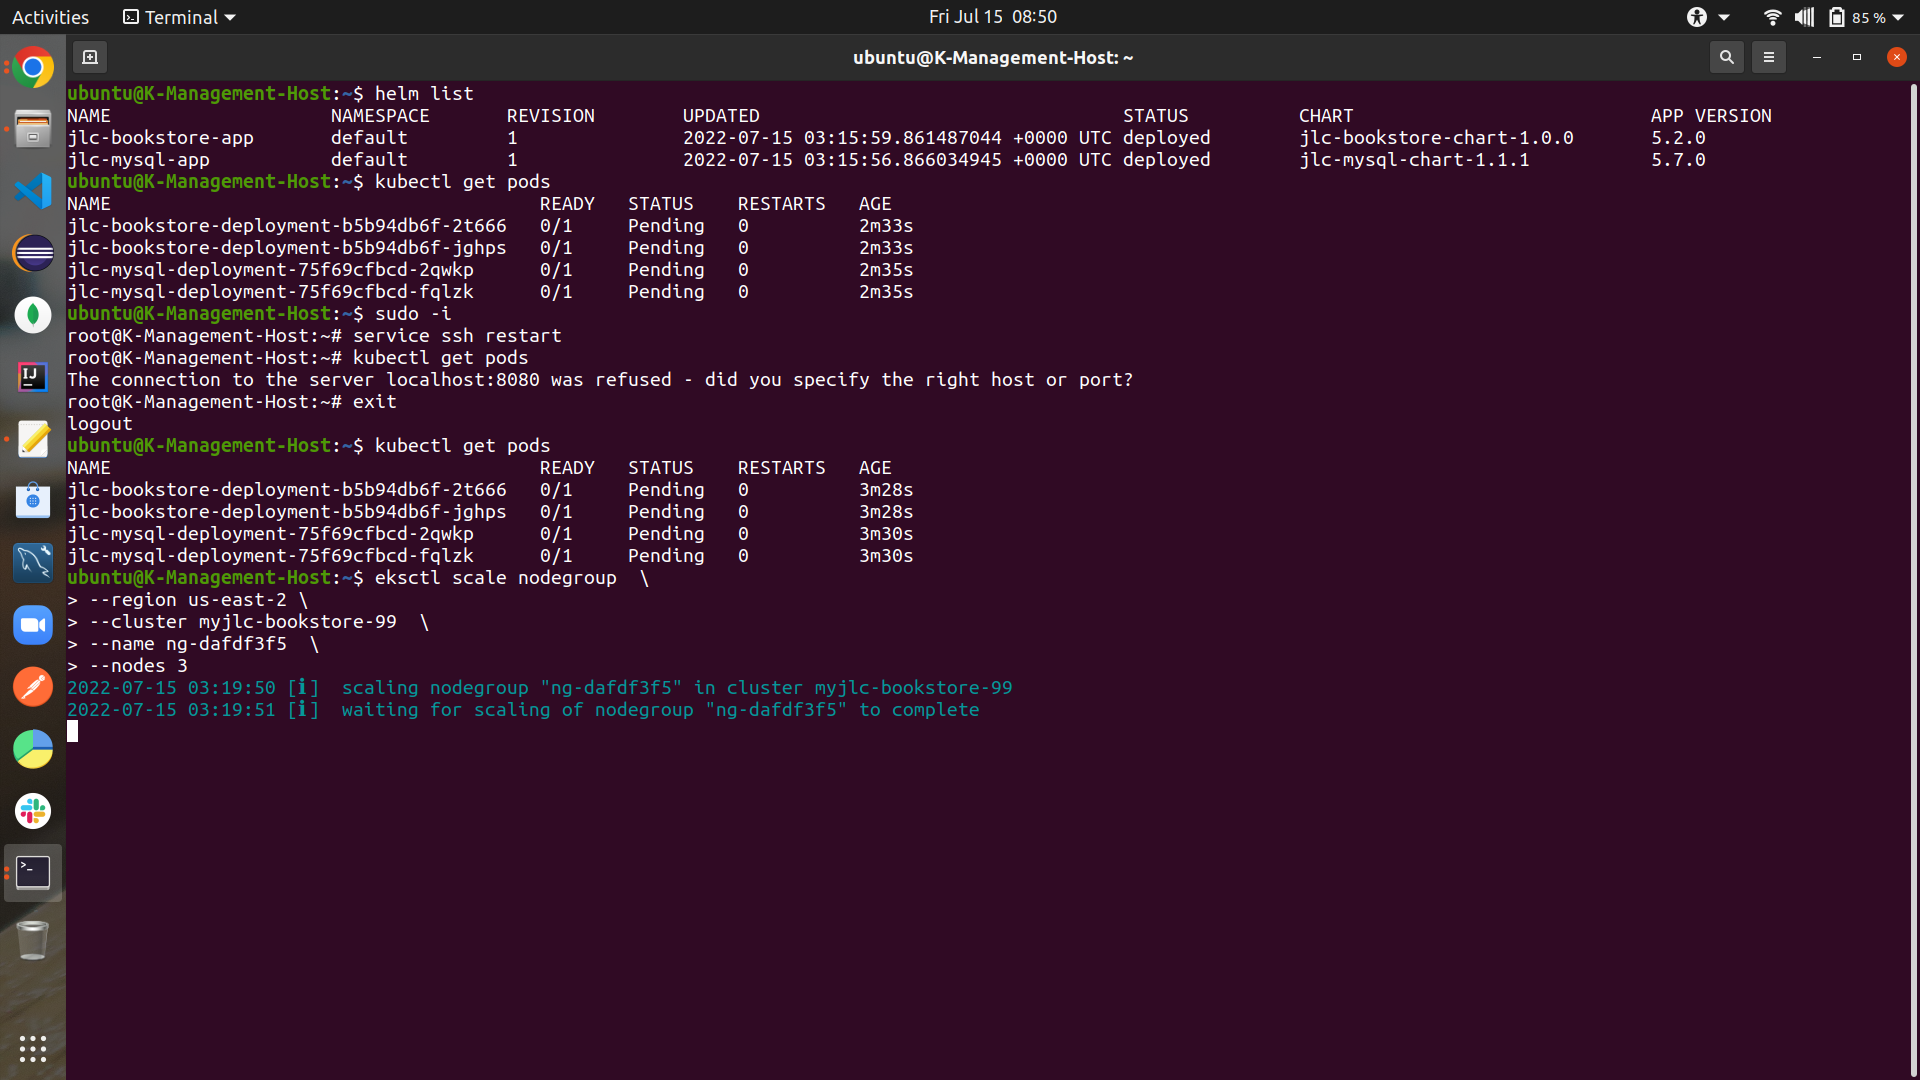 Activities Terminal Fri Jul 15 08:50 85 %
ubuntu@K-Management-Host: ~
ubuntu@K-Management-Host:~$ helm list
NAME NAMESPACE REVISION UPDATED STATUS CHART APP VERSION
jlc-bookstore-app default 1 2022-07-15 03:15:59.861487044 +0000 UTC deployed jlc-bookstore-chart-1.0.0 5.2.0
jlc-mysql-app default 1 2022-07-15 03:15:56.866034945 +0000 UTC deployed jlc-mysql-chart-1.1.1 5.7.0
ubuntu@K-Management-Host:~$ kubectl get pods
NAME READY STATUS RESTARTS AGE
jlc-bookstore-deployment-b5b94db6f-2t666 0/1 Pending 0 2m33s
jlc-bookstore-deployment-b5b94db6f-jghps 0/1 Pending 0 2m33s
jlc-mysql-deployment-75f69cfbcd-2qwkp 0/1 Pending 0 2m35s
jlc-mysql-deployment-75f69cfbcd-fqlzk 0/1 Pending 0 2m35s
ubuntu@K-Management-Host:~$ sudo -i
root@K-Management-Host:~# service ssh restart
root@K-Management-Host:~# kubectl get pods
The connection to the server localhost:8080 was refused - did you specify the right host or port?
root@K-Management-Host:~# exit
logout
ubuntu@K-Management-Host:~$ kubectl get pods
NAME READY STATUS RESTARTS AGE
jlc-bookstore-deployment-b5b94db6f-2t666 0/1 Pending 0 3m28s
jlc-bookstore-deployment-b5b94db6f-jghps 0/1 Pending 0 3m28s
jlc-mysql-deployment-75f69cfbcd-2qwkp 0/1 Pending 0 3m30s
jlc-mysql-deployment-75f69cfbcd-fqlzk 0/1 Pending 0 3m30s
ubuntu@K-Management-Host:~$ eksctl scale nodegroup \
> --region us-east-2 \
> --cluster myjlc-bookstore-99 \
> --name ng-dafdf3f5 \
> --nodes 3
2022-07-15 03:19:50 [ℹ] scaling nodegroup "ng-dafdf3f5" in cluster myjlc-bookstore-99
2022-07-15 03:19:51 [ℹ] waiting for scaling of nodegroup "ng-dafdf3f5" to complete
IJ
>_